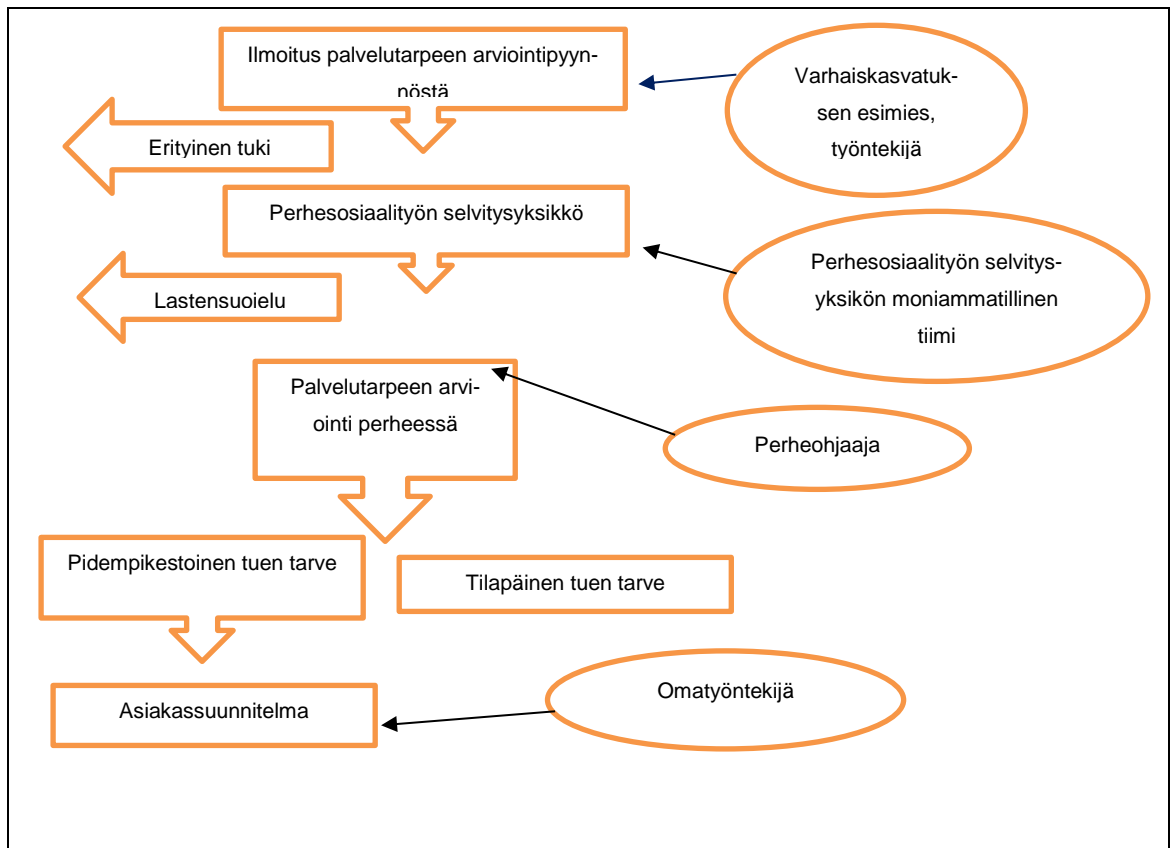 Ilmoitus palvelutarpeen arviointipyyn-
nöstä
Varhaiskasvatuk-
sen esimies,
työntekijä
Erityinen tuki
Perhesosiaalityön selvitysyksikkö
Perhesosiaalityön selvitys-
yksikön moniammatillinen
tiimi
Lastensuoielu
Palvelutarpeen arvi-
ointi perheessä
Perheohjaaja
Pidempikestoinen tuen tarve
Tilapäinen tuen tarve
Asiakassuunnitelma
Omatyöntekijä